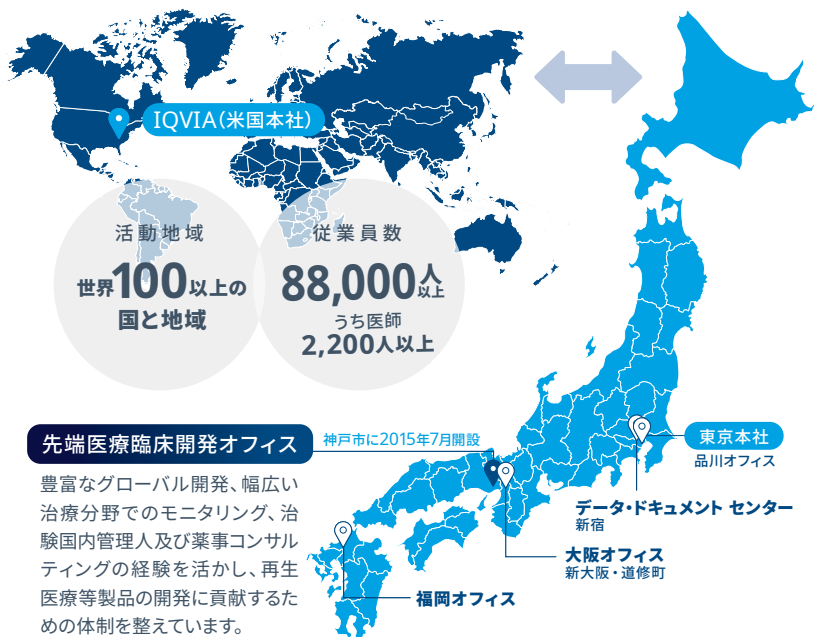 IQVIA(米国本社)
活動地域
世界100以上の
国と地域
従業員数
88,000人以上
うち医師
2,200人以上
先端医療臨床開発オフィス
神戸市に2015年7月開設
豊富なグローバル開発、幅広い
治療分野でのモニタリング、治
験国内管理人及び薬事コンサル
ティングの経験を活かし、再生
医療等製品の開発に貢献するた
めの体制を整えています。
東京本社
品川オフィス
データ・ドキュメント センター
新宿
大阪オフィス
新大阪・道修町
福岡オフィス